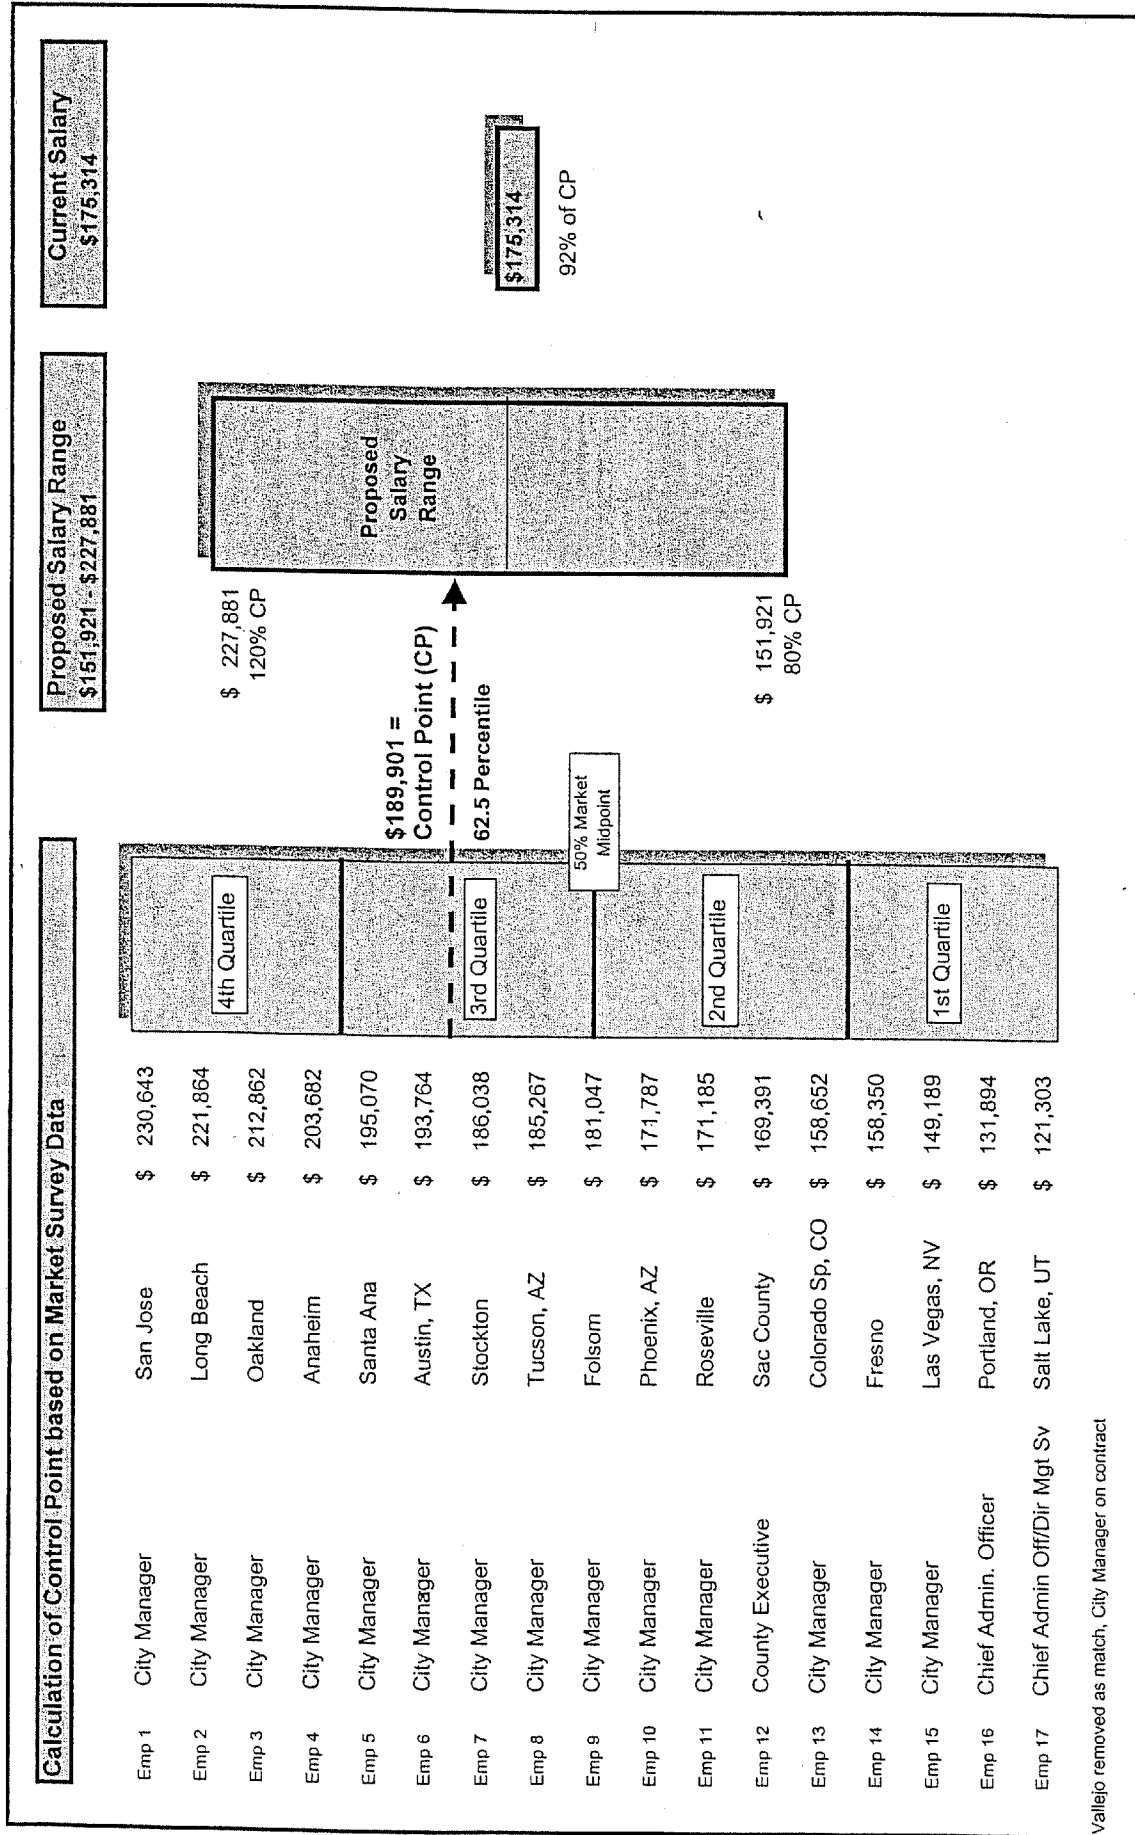 Calculation of Control Point based on Market Survey Data
Proposed Salary Range
$151,921 - $227,881
Current Salary
$175,314
Emp 1 City Manager San Jose $ 230,643
Emp 2 City Manager Long Beach $ 221,864
Emp 3 City Manager Oakland $ 212,862
Emp 4 City Manager Anaheim $ 203,682
Emp 5 City Manager Santa Ana $ 195,070
Emp 6 City Manager Austin, TX $ 193,764
Emp 7 City Manager Stockton $ 186,038
Emp 8 City Manager Tucson, AZ $ 185,267
Emp 9 City Manager Folsom $ 181,047
Emp 10 City Manager Phoenix, AZ $ 171,787
Emp 11 City Manager Roseville $ 171,185
Emp 12 County Executive Sac County $ 169,391
Emp 13 City Manager Colorado Sp, CO $ 158,652
Emp 14 City Manager Fresno $ 158,350
Emp 15 City Manager Las Vegas, NV $ 149,189
Emp 16 Chief Admin. Officer Portland, OR $ 131,894
Emp 17 Chief Admin Off/Dir Mgt Sv Salt Lake, UT $ 121,303
4th Quartile
3rd Quartile
2nd Quartile
1st Quartile
50% Market
Midpoint
$189,901 =
Control Point (CP)
62.5 Percentile
$ 227,881
120% CP
$ 151,921
80% CP
Proposed
Salary
Range
$175,314
92% of CP
Vallejo removed as match, City Manager on contract